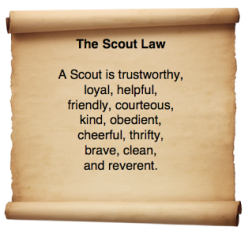 The Scout Law
A Scout is trustworthy,
loyal, helpful,
friendly, courteous,
kind, obedient,
cheerful, thrifty,
brave, clean,
and reverent.